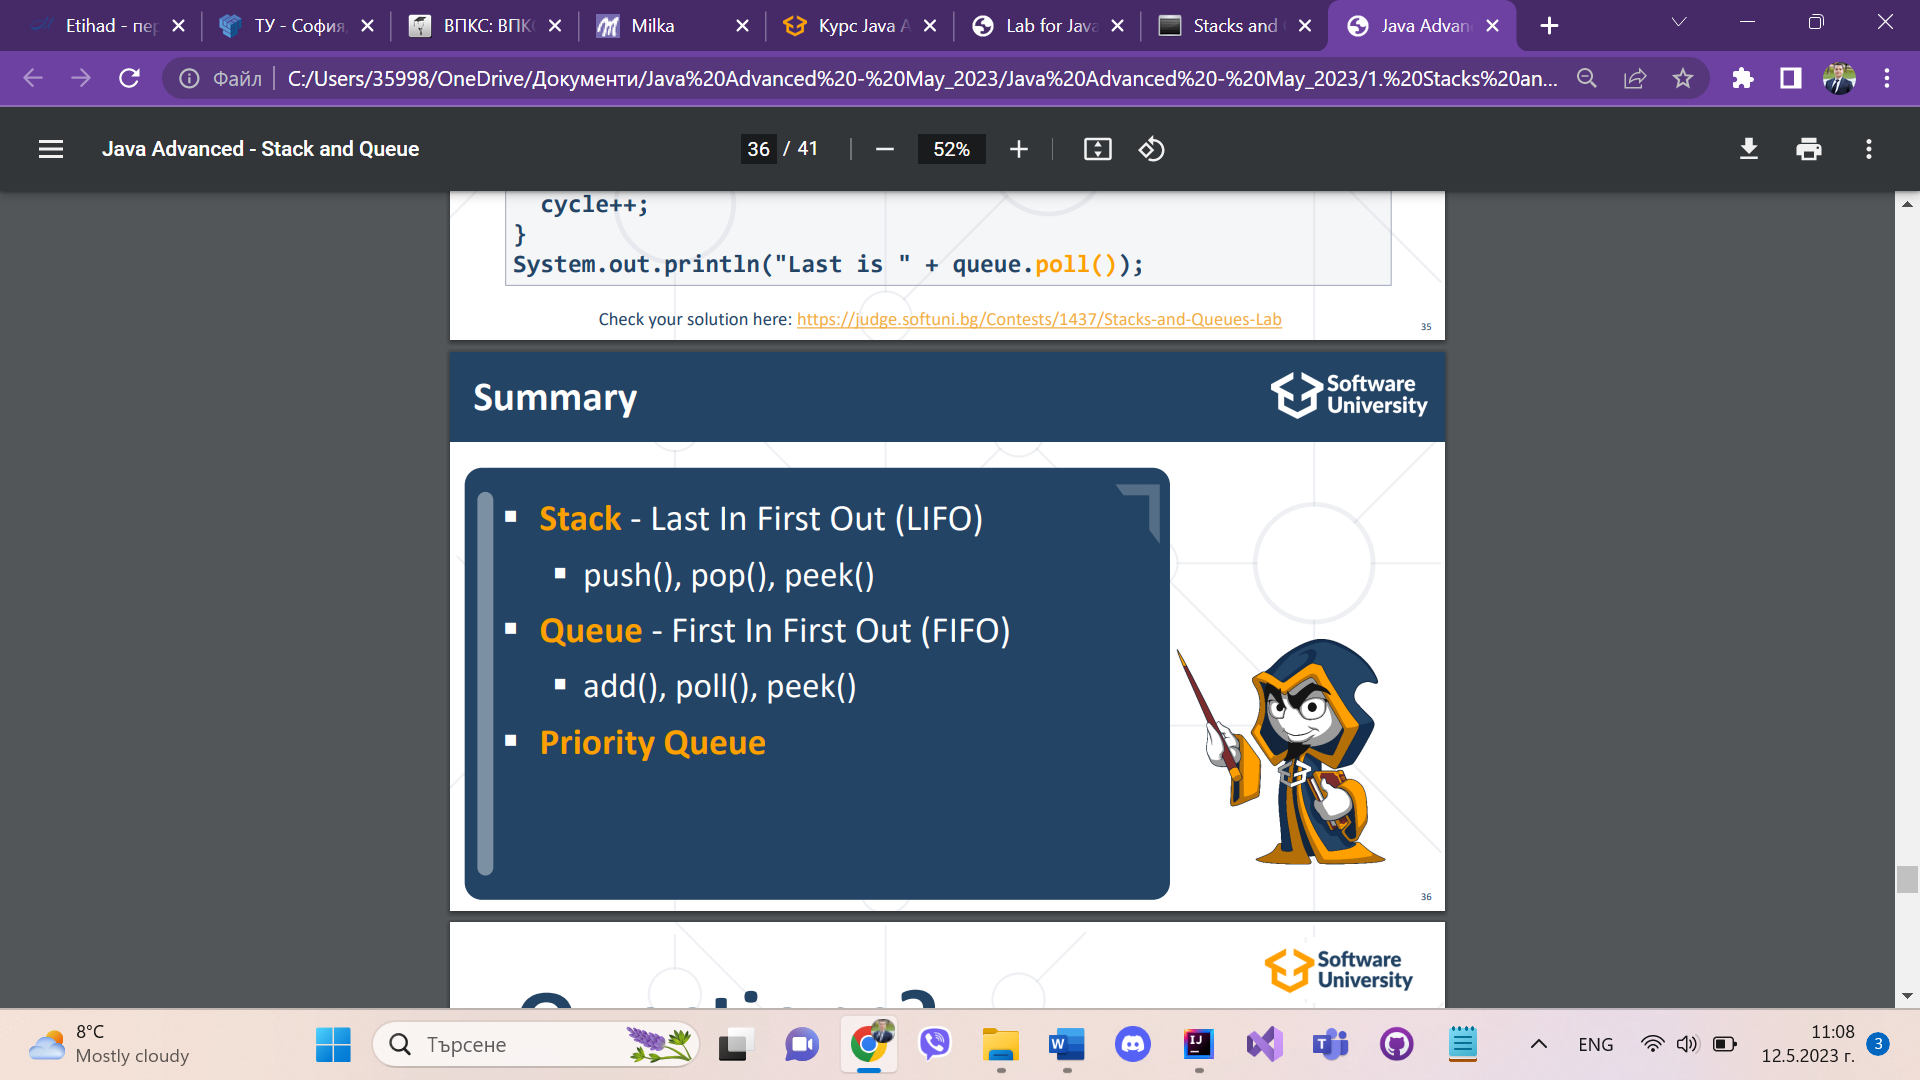 Etihad - пер
ТУ - София,
ВПКС: ВПКС
Milka
Курс Java A
Lab for Java
Stacks and
Java Advan
Файл
C:/Users/35998/OneDrive/Документи/Java%20Advanced%20-%20May_2023/Java%20Advanced%20-%20May_2023/1.%20Stacks%20an...
Java Advanced - Stack and Queue
36 / 41
52%
cycle++;
}
System.out.println("Last is " + queue.poll());
Check your solution here: https://judge.softuni.bg/Contests/1437/Stacks-and-Queues-Lab
35
Summary
Software
University
Stack - Last In First Out (LIFO)
push(), pop(), peek()
Queue - First In First Out (FIFO)
add(), poll(), peek()
Priority Queue
36
Software
University
Questions?
8°C
Mostly cloudy
Търсене
ENG
11:08
12.5.2023 г.
3